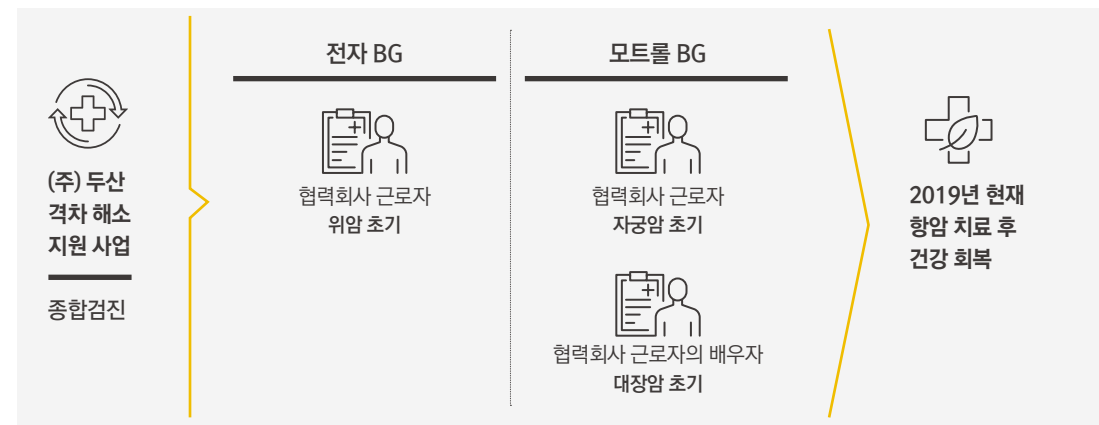 (주) 두산
격차 해소
지원 사업
종합검진
전자 BG
협력회사 근로자
위암 초기
모트롤 BG
협력회사 근로자
자궁암 초기
협력회사 근로자의 배우자
대장암 초기
2019년 현재
항암 치료 후
건강 회복